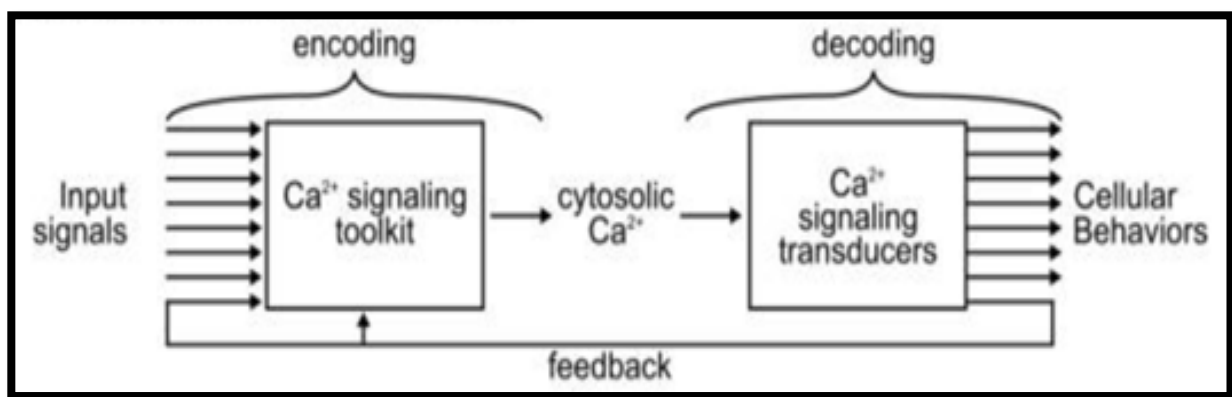 encoding
decoding
Input
signals
Ca²⁺ signaling
toolkit
cytosolic
Ca²⁺
Ca²⁺
signaling
transducers
Cellular
Behaviors
feedback